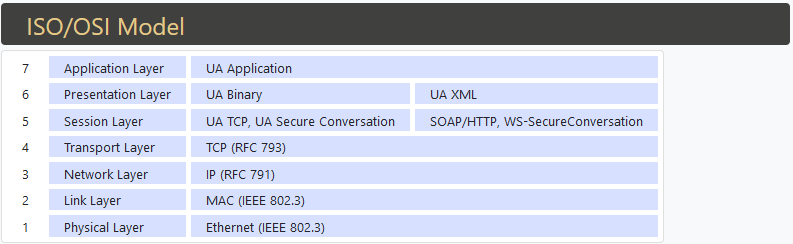 ISO/OSI Model
7 Application Layer UA Application
6 Presentation Layer UA Binary UA XML
5 Session Layer UA TCP, UA Secure Conversation SOAP/HTTP, WS-SecureConversation
4 Transport Layer TCP (RFC 793)
3 Network Layer IP (RFC 791)
2 Link Layer MAC (IEEE 802.3)
1 Physical Layer Ethernet (IEEE 802.3)